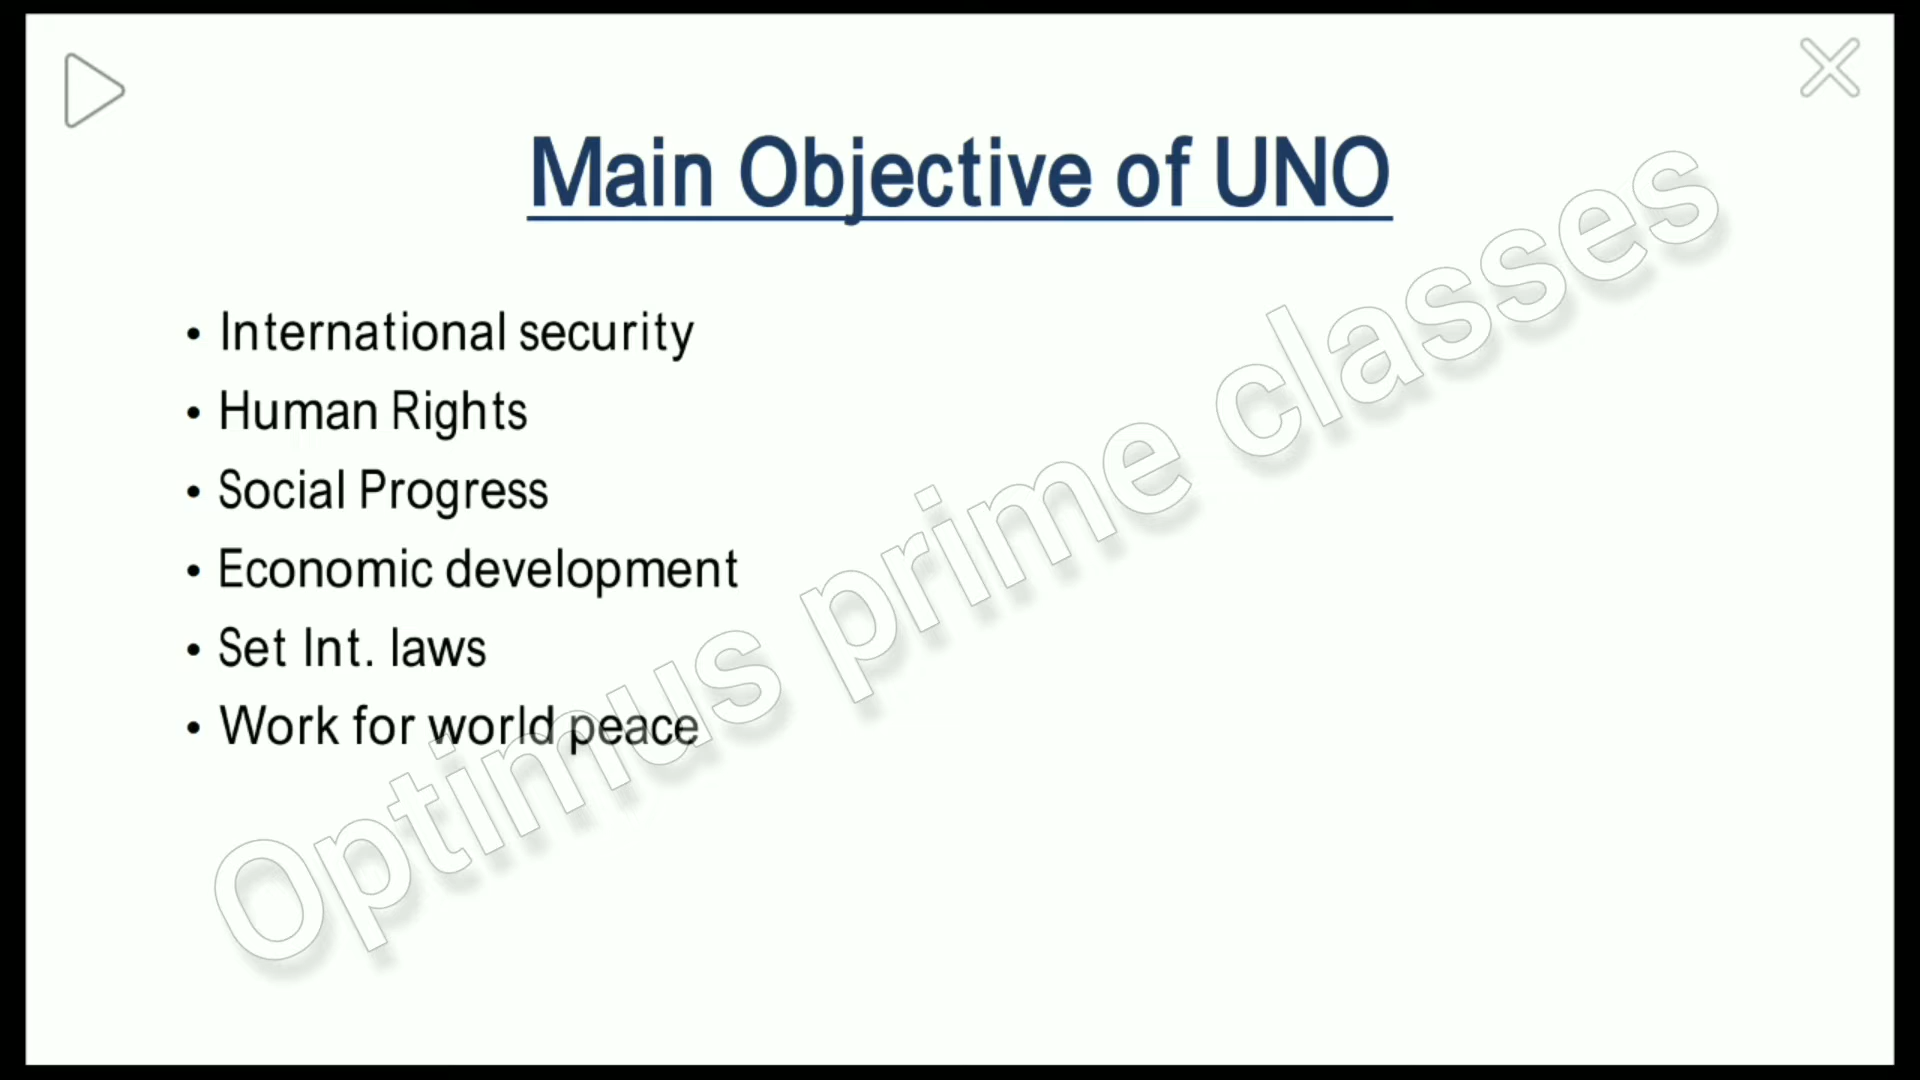 Main Objective of UNO
• International security
• Human Rights
• Social Progress
• Economic development
• Set Int. laws
• Work for world peace
Optimus prime classes